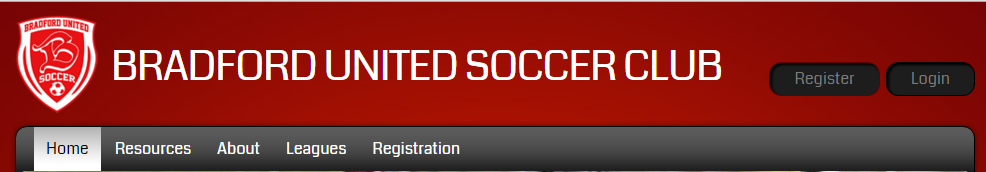 BRADFORD UNITED
B
SOCCER
BRADFORD UNITED SOCCER CLUB
Register Login
Home Resources About Leagues Registration